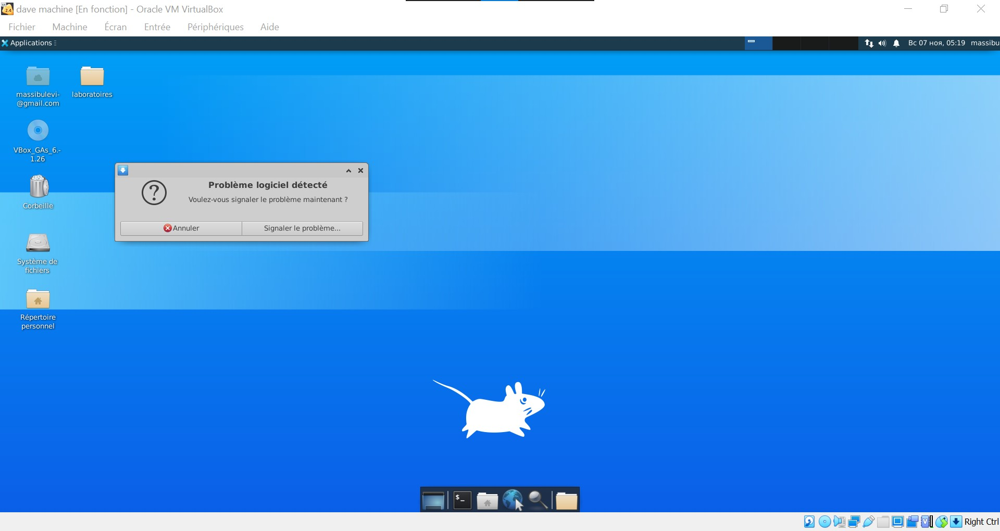 dave machine [En fonction] - Oracle VM VirtualBox
Fichier Machine Écran Entrée Périphériques Aide
Applications
Вс 07 ноя, 05:19 massibu
massibulevi-
@gmail.com
laboratoires
VBox_GAs_6.-
1.26
Corbeille
Système de
fichiers
Répertoire
personnel
Problème logiciel détecté
Voulez-vous signaler le problème maintenant ?
Annuler
Signaler le problème...
$_
Right Ctrl